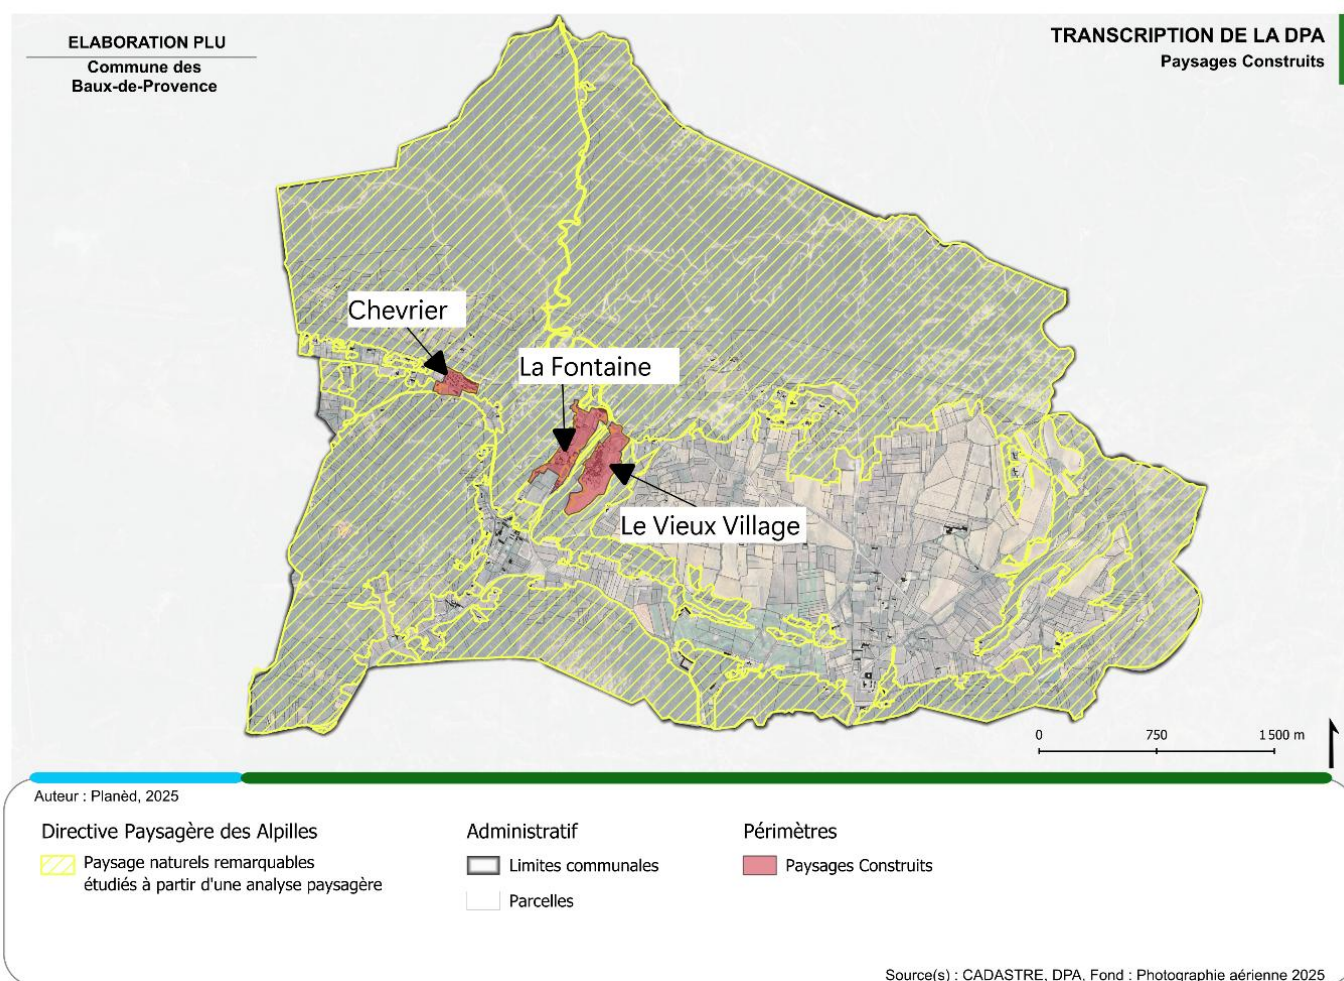 ELABORATION PLU
Commune des
Baux-de-Provence
TRANSCRIPTION DE LA DPA
Paysages Construits
Chevrier
La Fontaine
Le Vieux Village
0 750 1 500 m
Auteur : Planèd, 2025
Directive Paysagère des Alpilles
Paysage naturels remarquables
étudiés à partir d'une analyse paysagère
Administratif
Limites communales
Parcelles
Périmètres
Paysages Construits
Source(s) : CADASTRE, DPA, Fond : Photographie aérienne 2025